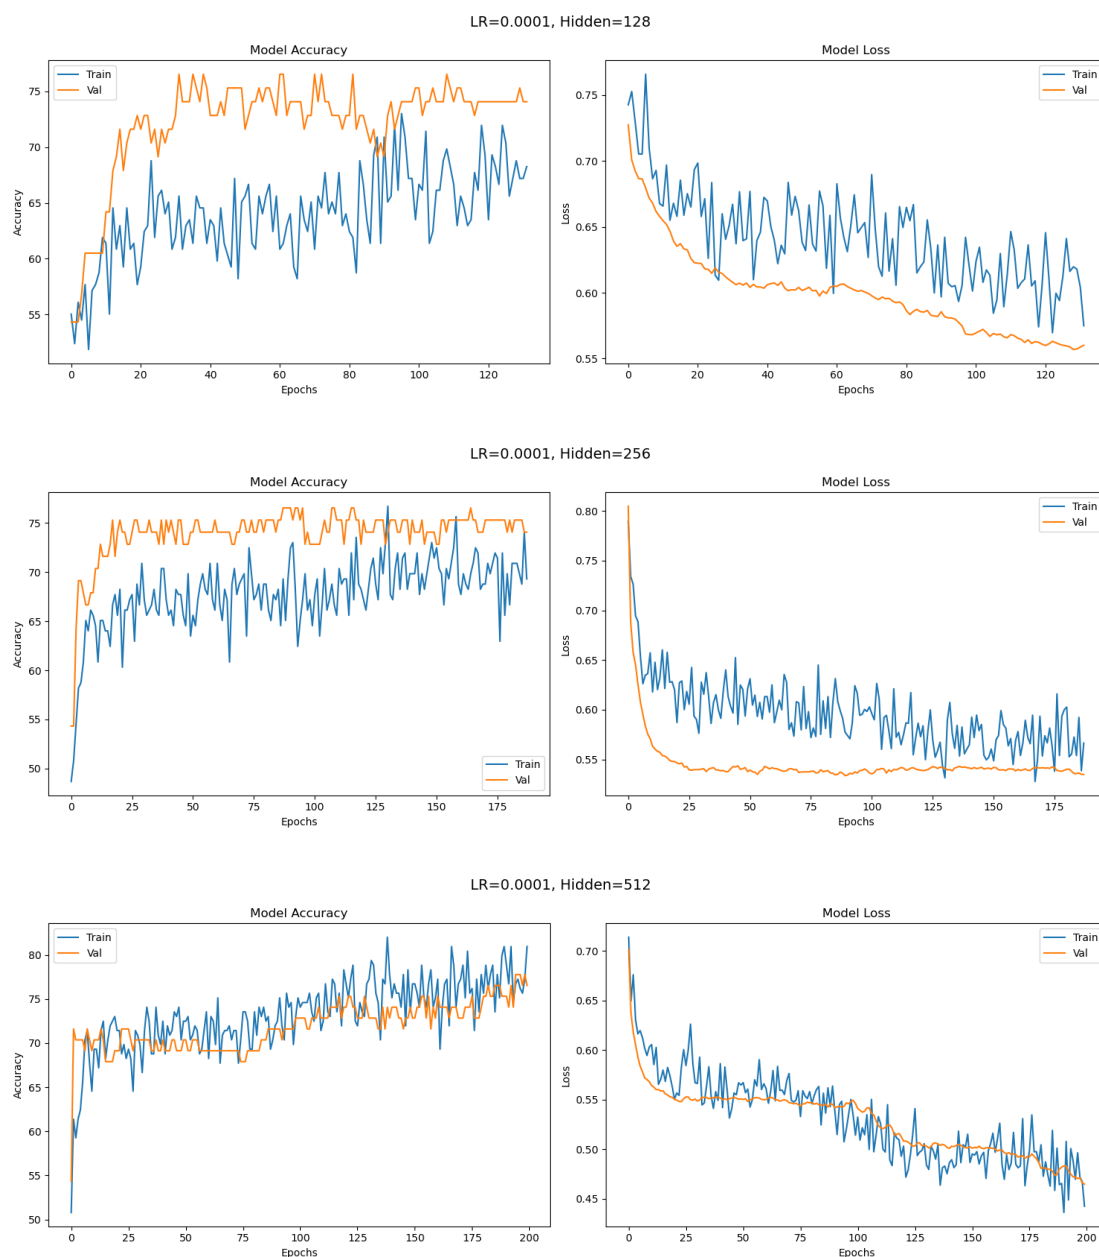 LR=0.0001, Hidden=128
Model Accuracy
Train
Val
Accuracy
75
70
65
60
55
0 20 40 60 80 100 120
Epochs
Model Loss
Train
Val
Loss
0.75
0.70
0.65
0.60
0.55
0 20 40 60 80 100 120
Epochs
LR=0.0001, Hidden=256
Model Accuracy
Train
Val
Accuracy
75
70
65
60
55
50
0 25 50 75 100 125 150 175
Epochs
Model Loss
Train
Val
Loss
0.80
0.75
0.70
0.65
0.60
0.55
0 25 50 75 100 125 150 175
Epochs
LR=0.0001, Hidden=512
Model Accuracy
Train
Val
Accuracy
80
75
70
65
60
55
50
0 25 50 75 100 125 150 175 200
Epochs
Model Loss
Train
Val
Loss
0.70
0.65
0.60
0.55
0.50
0.45
0 25 50 75 100 125 150 175 200
Epochs